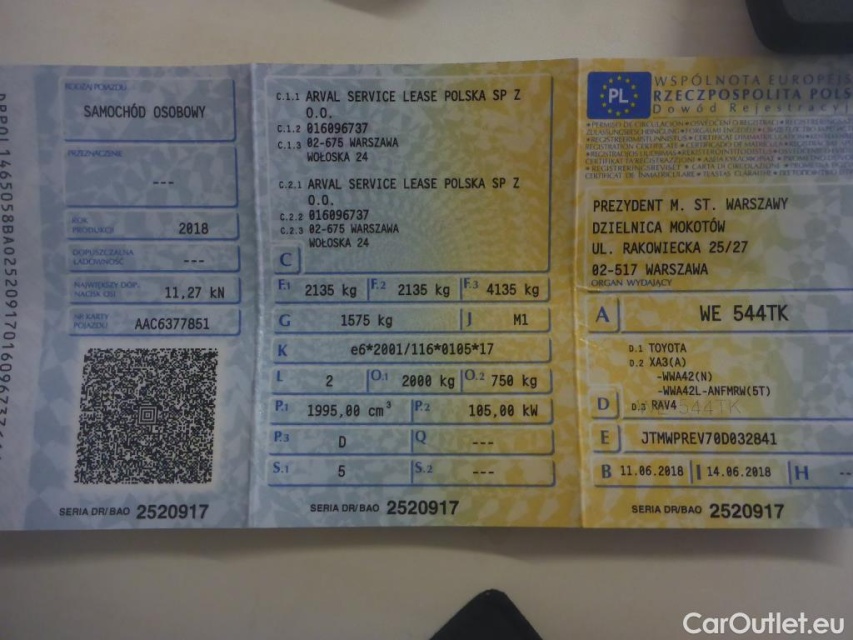 RODZAJ POJAZDU
SAMOCHÓD OSOBOWY
PRZEZNACZENIE
---
ROK PRODUKCJI 2018
DOPUSZCZALNA ŁADOWNOŚĆ ---
NAJWIĘKSZY DOP. NACISK OSI 11,27 kN
NR KARTY POJAZDU AAC6377851
SERIA DR/BAO 2520917
C.1.1 ARVAL SERVICE LEASE POLSKA SP Z
O.O.
C.1.2 016096737
C.1.3 02-675 WARSZAWA
WOŁOSKA 24
C.2.1 ARVAL SERVICE LEASE POLSKA SP Z
O.O.
C.2.2 016096737
C.2.3 02-675 WARSZAWA
WOŁOSKA 24
C
F.1 2135 kg F.2 2135 kg F.3 4135 kg
G 1575 kg J M1
K e6*2001/116*0105*17
L 2 O.1 2000 kg O.2 750 kg
P.1 1995,00 cm³ P.2 105,00 kW
P.3 D Q ---
S.1 5 S.2 ---
SERIA DR/BAO 2520917
PL
WSPÓLNOTA EUROPEJS
RZECZPOSPOLITA POLS
Dowód Rejestracyj
PREZYDENT M. ST. WARSZAWY
DZIELNICA MOKOTÓW
UL. RAKOWIECKA 25/27
02-517 WARSZAWA
ORGAN WYDAJĄCY
A WE 544TK
D.1 TOYOTA
D.2 XA3(A)
-WWA42(N)
-WWA42L-ANFMRW(5T)
D D.3 RAV4
E JTMWPREV70D032841
B 11.06.2018 I 14.06.2018 H --
SERIA DR/BAO 2520917
CarOutlet.eu